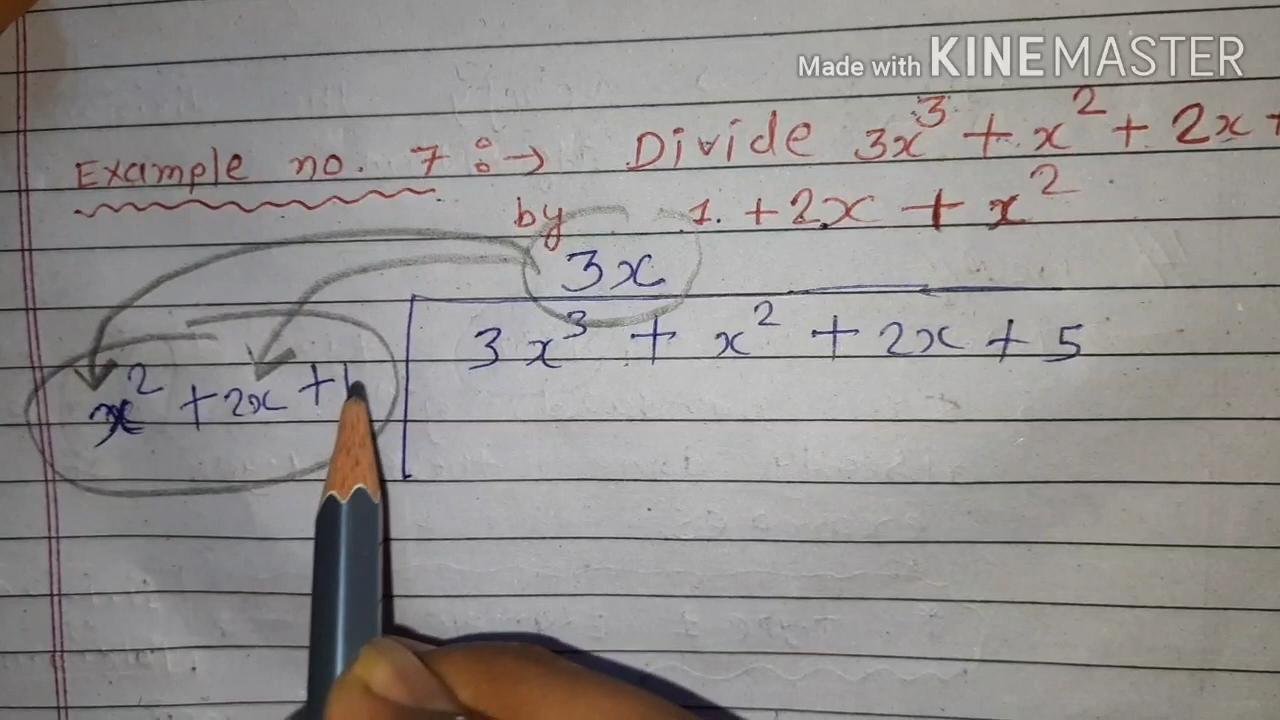 Made with KINEMASTER
Example no. 7 :→ Divide 3x³ + x² + 2x +
by 1. + 2x + x²
3x
3x³ + x² + 2x + 5
x² + 2x + 1